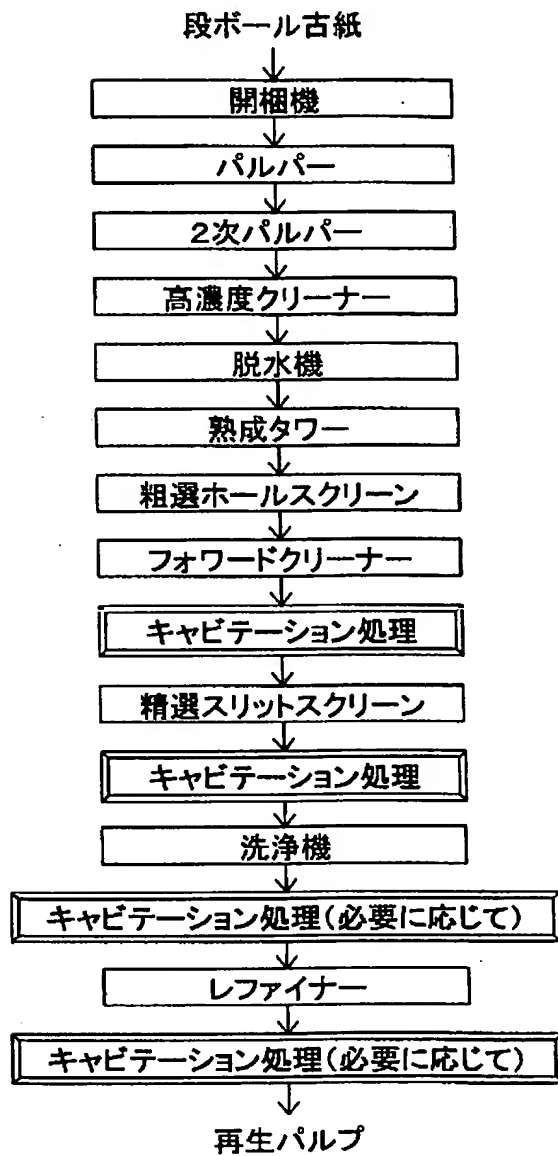 段ボール古紙
開梱機
パルパー
2次パルパー
高濃度クリーナー
脱水機
熟成タワー
粗選ホールスクリーン
フォワードクリーナー
キャビテーション処理
精選スリットスクリーン
キャビテーション処理
洗浄機
キャビテーション処理(必要に応じて)
レファイナー
キャビテーション処理(必要に応じて)
再生パルプ